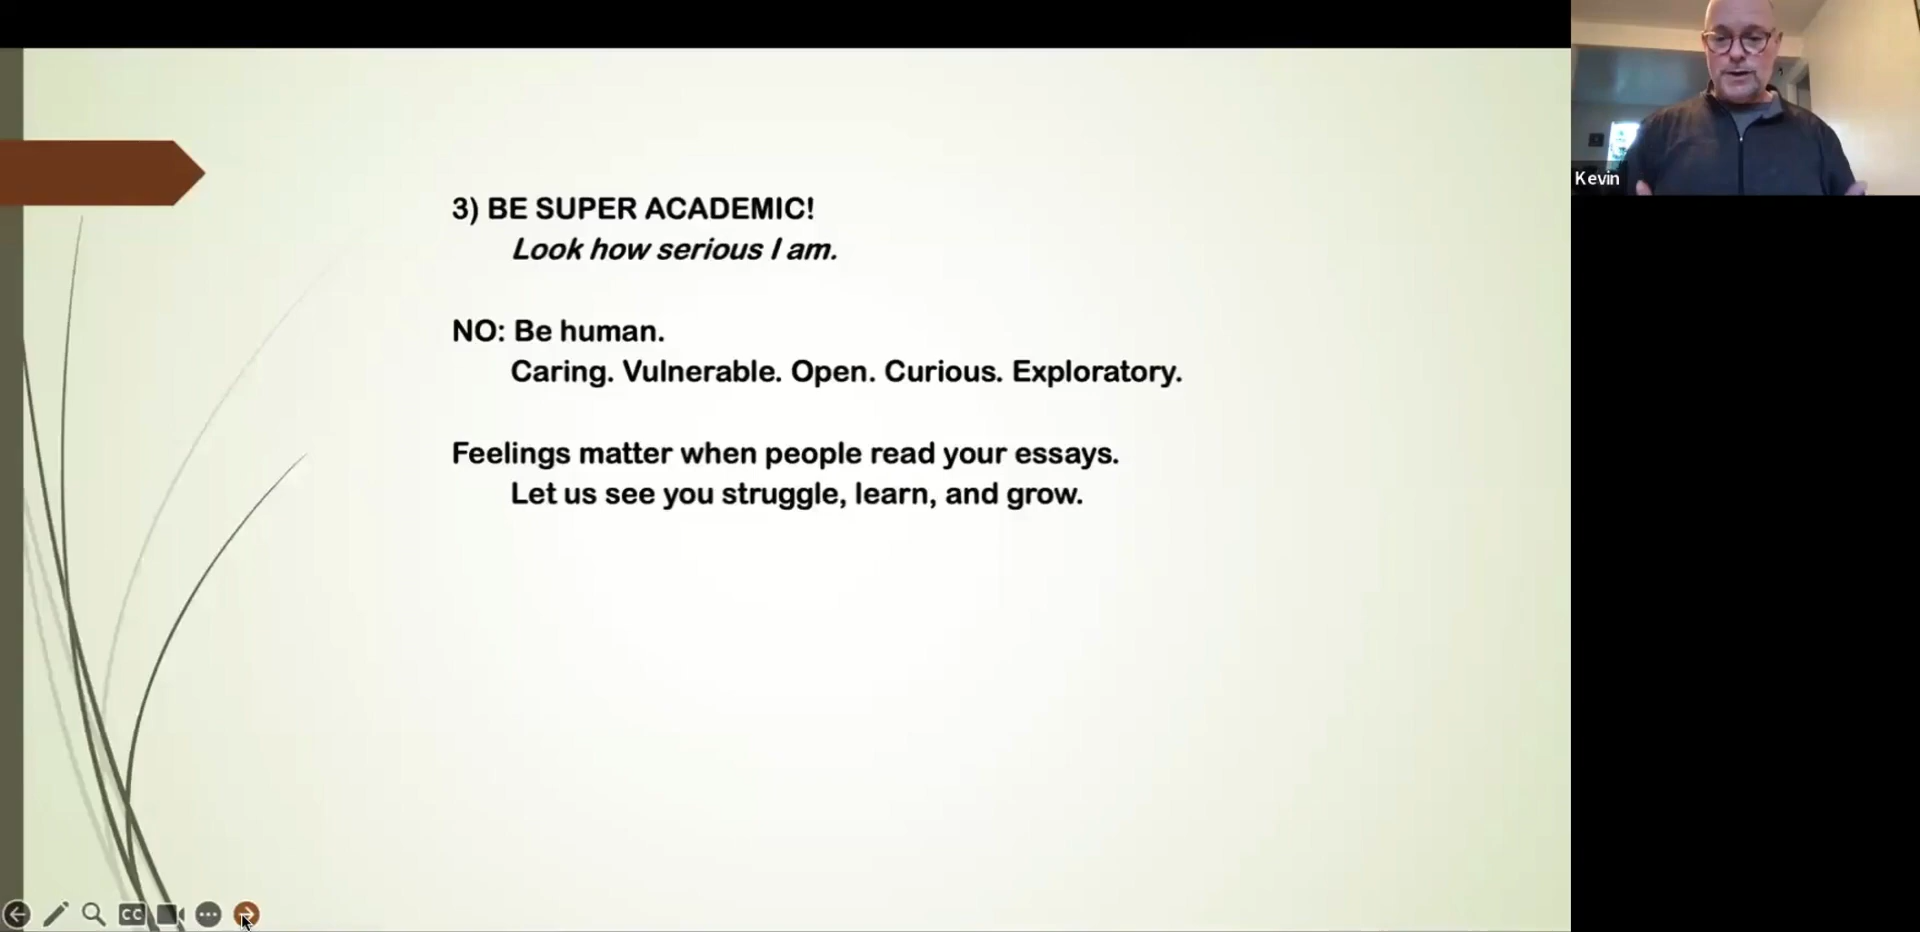 3) BE SUPER ACADEMIC!
Look how serious I am.
NO: Be human.
Caring. Vulnerable. Open. Curious. Exploratory.
Feelings matter when people read your essays.
Let us see you struggle, learn, and grow.
Kevin
CC